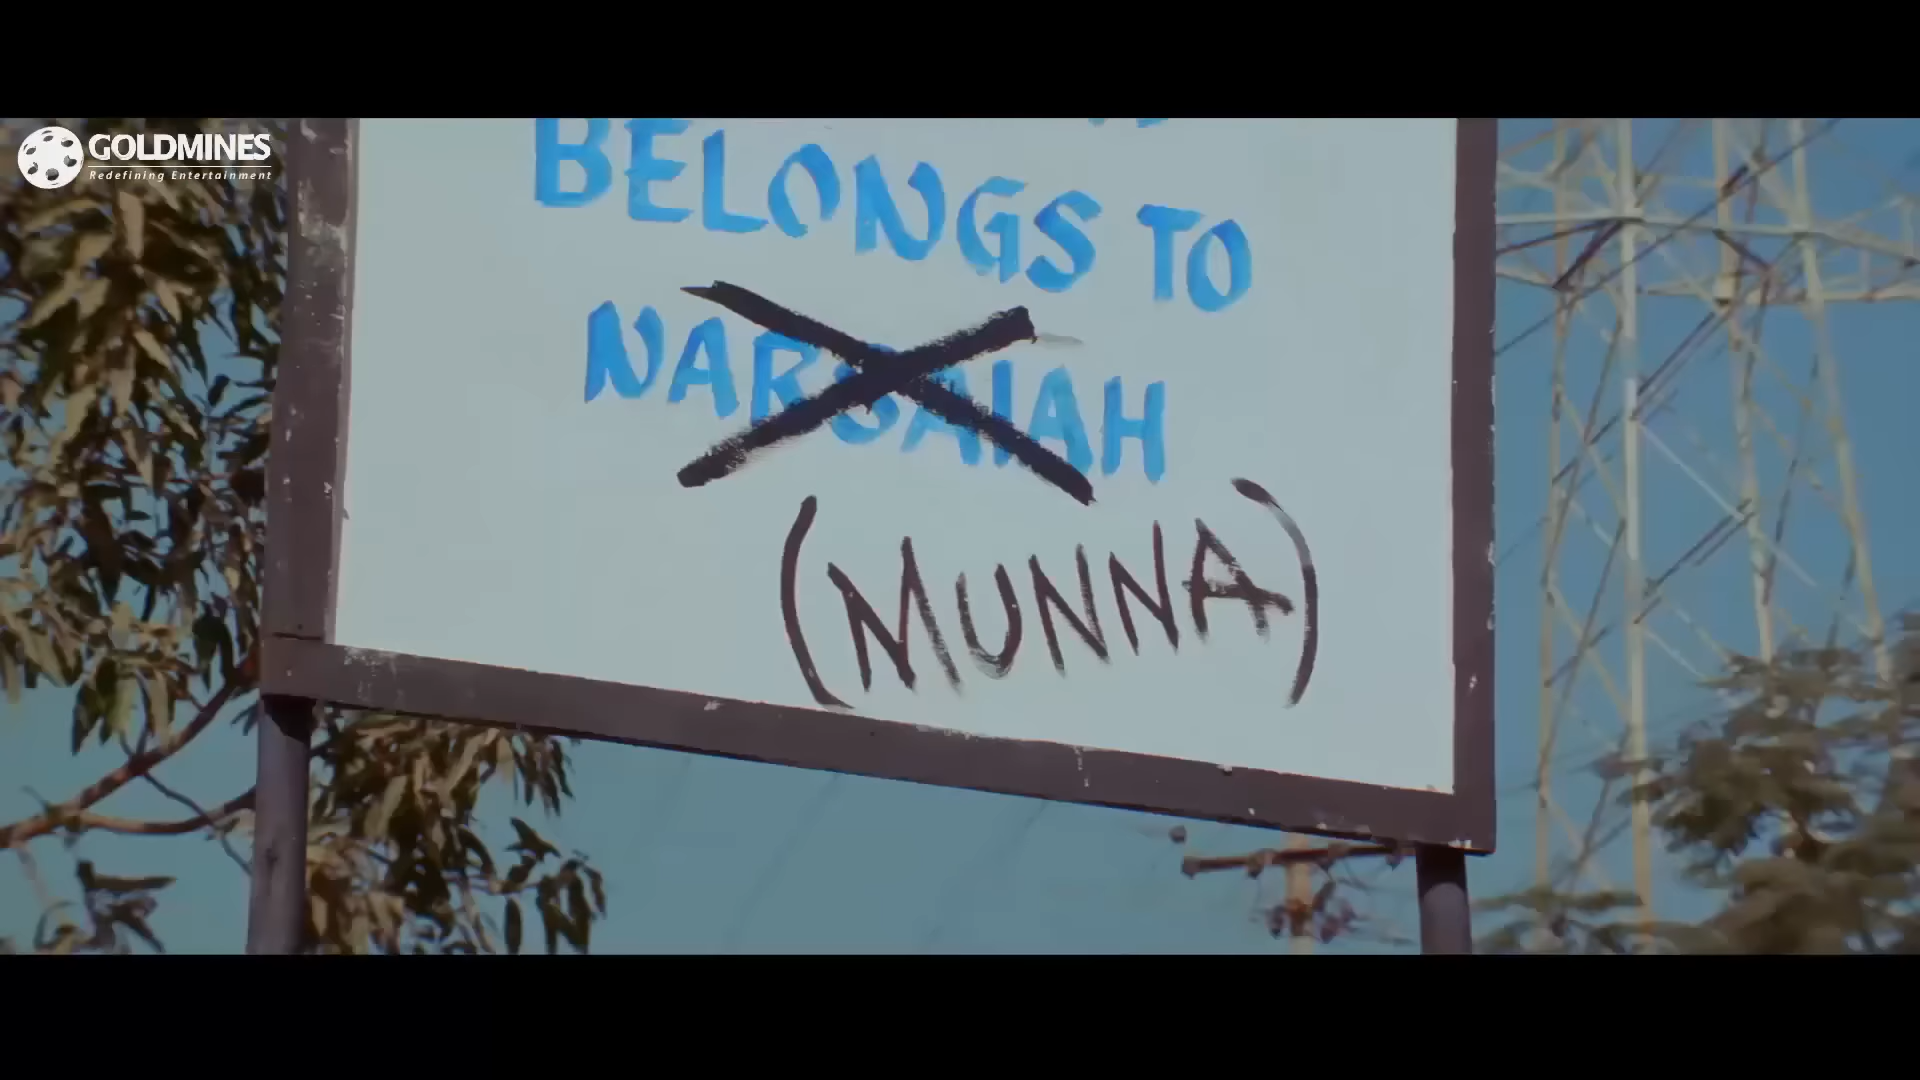 GOLDMINES
Redefining Entertainment
BELONGS TO
NARSAIAH
(MUNNA)